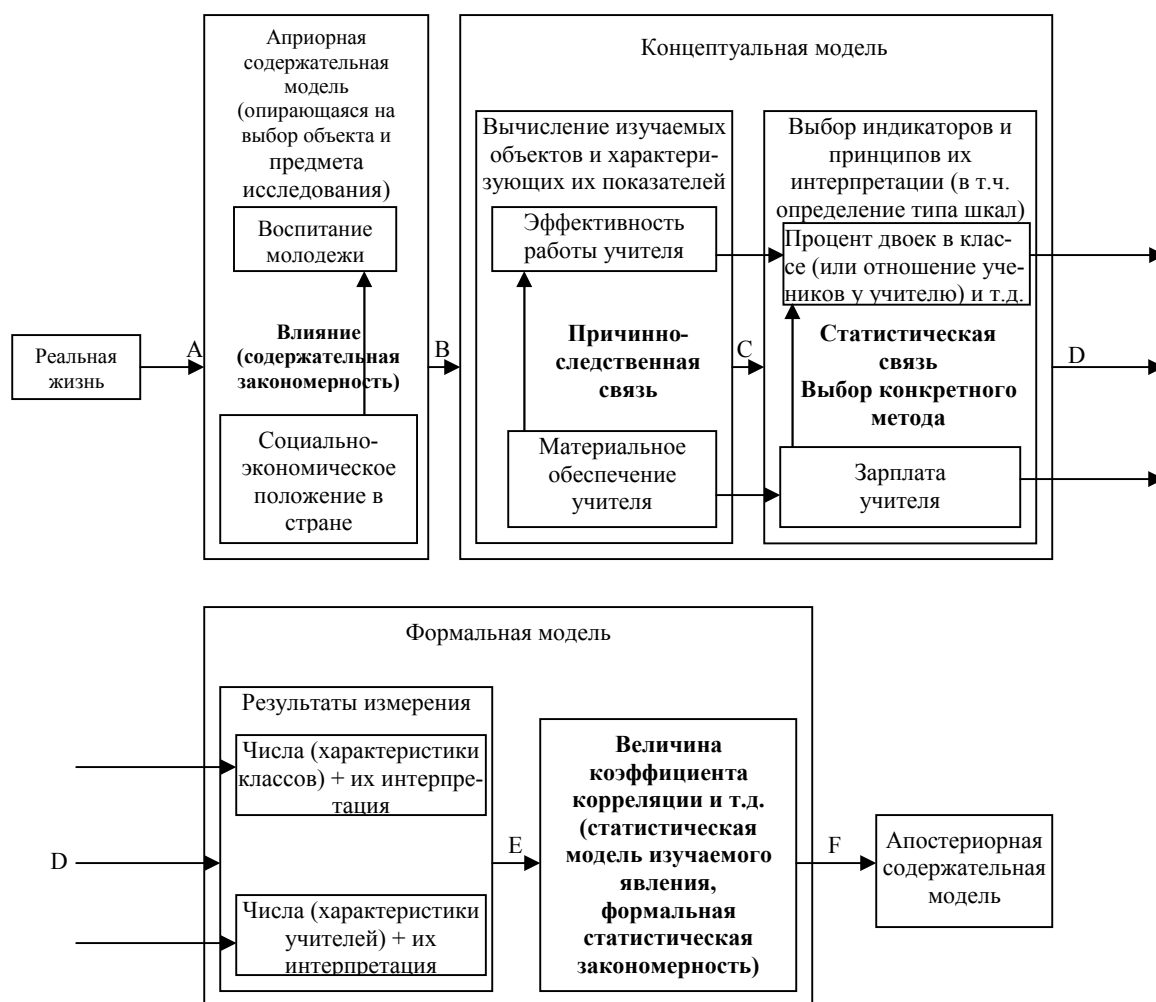 Априорная
содержательная
модель
(опирающаяся на
выбор объекта и
предмета
исследования)
Воспитание
молодежи
Влияние
(содержательная
закономерность)
Социально-
экономическое
положение в
стране
Реальная
жизнь
A
B
Концептуальная модель
Вычисление изучаемых
объектов и характери-
зующих их показателей
Эффективность
работы учителя
Причинно-
следственная
связь
Материальное
обеспечение
учителя
C
Выбор индикаторов и
принципов их
интерпретации (в т.ч.
определение типа шкал)
Процент двоек в клас-
се (или отношение уче-
ников у учителю) и т.д.
Статистическая
связь
Выбор конкретного
метода
Зарплата
учителя
D
Формальная модель
Результаты измерения
Числа (характеристики
классов) + их интерпре-
тация
D
Числа (характеристики
учителей) + их
интерпретация
E
Величина
коэффициента
корреляции и т.д.
(статистическая
модель изучаемого
явления,
формальная
статистическая
закономерность)
F
Апостериорная
содержательная
модель